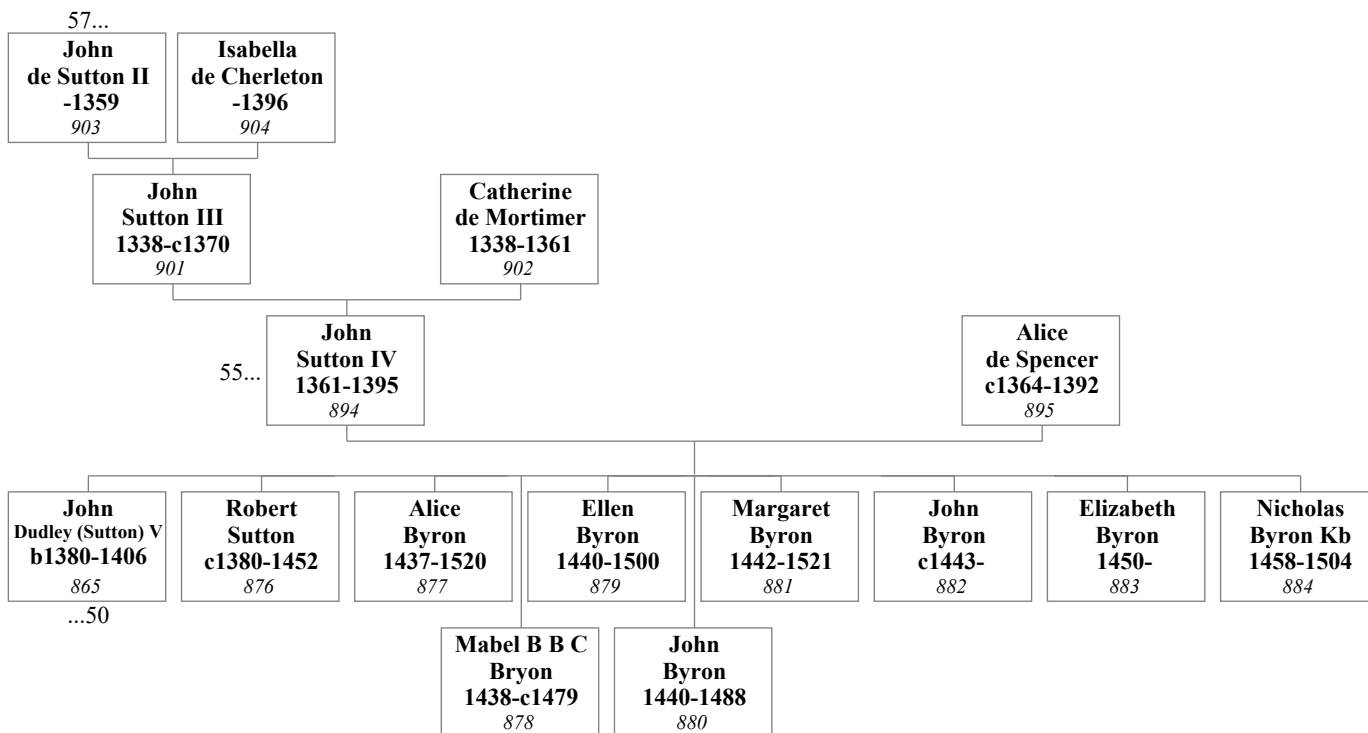 57...
John
de Sutton II
-1359
903
Isabella
de Cherleton
-1396
904
John
Sutton III
1338-c1370
901
Catherine
de Mortimer
1338-1361
902
55...
John
Sutton IV
1361-1395
894
Alice
de Spencer
c1364-1392
895
John
Dudley (Sutton) V
b1380-1406
865
...50
Robert
Sutton
c1380-1452
876
Alice
Byron
1437-1520
877
Ellen
Byron
1440-1500
879
Margaret
Byron
1442-1521
881
John
Byron
c1443-
882
Elizabeth
Byron
1450-
883
Nicholas
Byron Kb
1458-1504
884
Mabel B B C
Bryon
1438-c1479
878
John
Byron
1440-1488
880